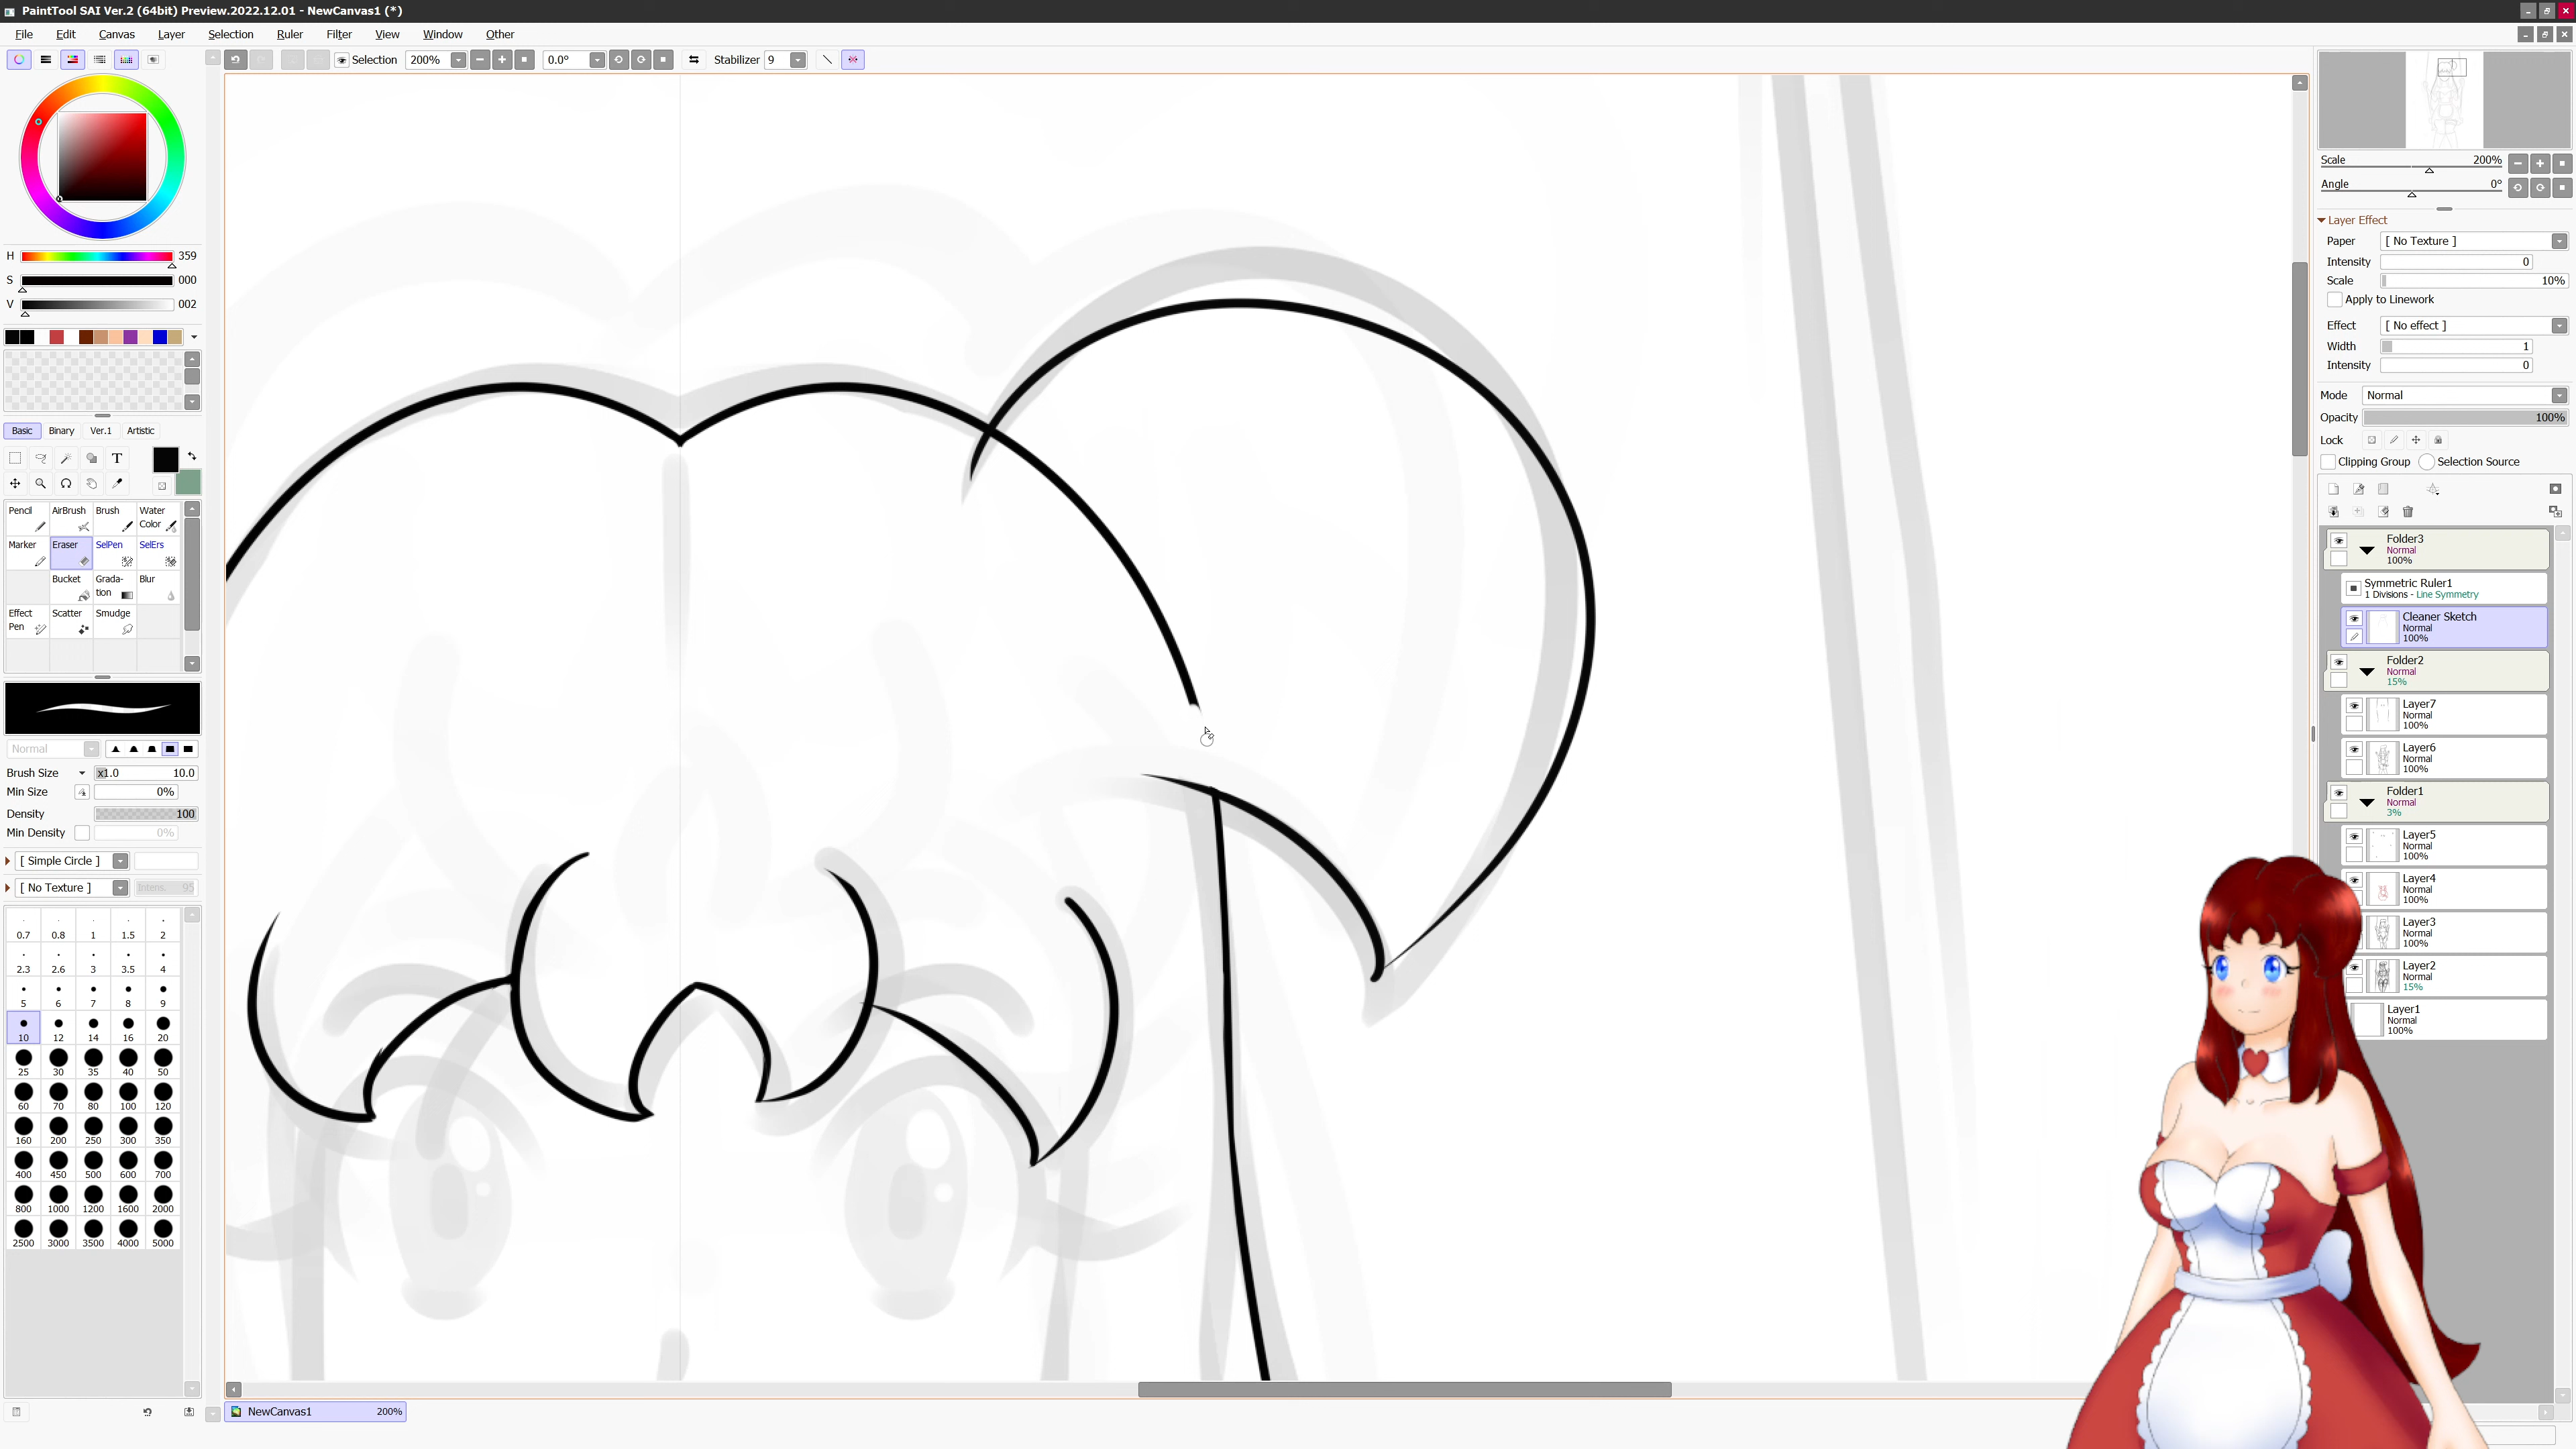 PaintTool SAI Ver.2 (64bit) Preview.2022.12.01 - NewCanvas1 (*)
File Edit Canvas Layer Selection Ruler Filter View Window Other
Selection 200% 0.0° Stabilizer 9
H 359
S 000
V 002
Basic Binary Ver.1 Artistic
T
Pencil AirBrush Brush Water Color
Marker Eraser SelPen SelErs
Bucket Grada-tion Blur
Effect Pen Scatter Smudge
Normal
Brush Size x1.0 10.0
Min Size 0%
Density 100
Min Density 0%
[ Simple Circle ]
[ No Texture ] Intens. 95
0.7 0.8 1 1.5 2
2.3 2.6 3 3.5 4
5 6 7 8 9
10 12 14 16 20
25 30 35 40 50
60 70 80 100 120
160 200 250 300 350
400 450 500 600 700
800 1000 1200 1600 2000
2500 3000 3500 4000 5000
NewCanvas1 200%
Scale 200%
Angle 0°
Layer Effect
Paper [ No Texture ]
Intensity 0
Scale 10%
Apply to Linework
Effect [ No effect ]
Width 1
Intensity 0
Mode Normal
Opacity 100%
Lock
Clipping Group Selection Source
Folder3
Normal
100%
Symmetric Ruler1
1 Divisions - Line Symmetry
Cleaner Sketch
Normal
100%
Folder2
Normal
15%
Layer7
Normal
100%
Layer6
Normal
100%
Folder1
Normal
3%
Layer5
Normal
100%
Layer4
Normal
100%
Layer3
Normal
100%
Layer2
Normal
15%
Layer1
Normal
100%